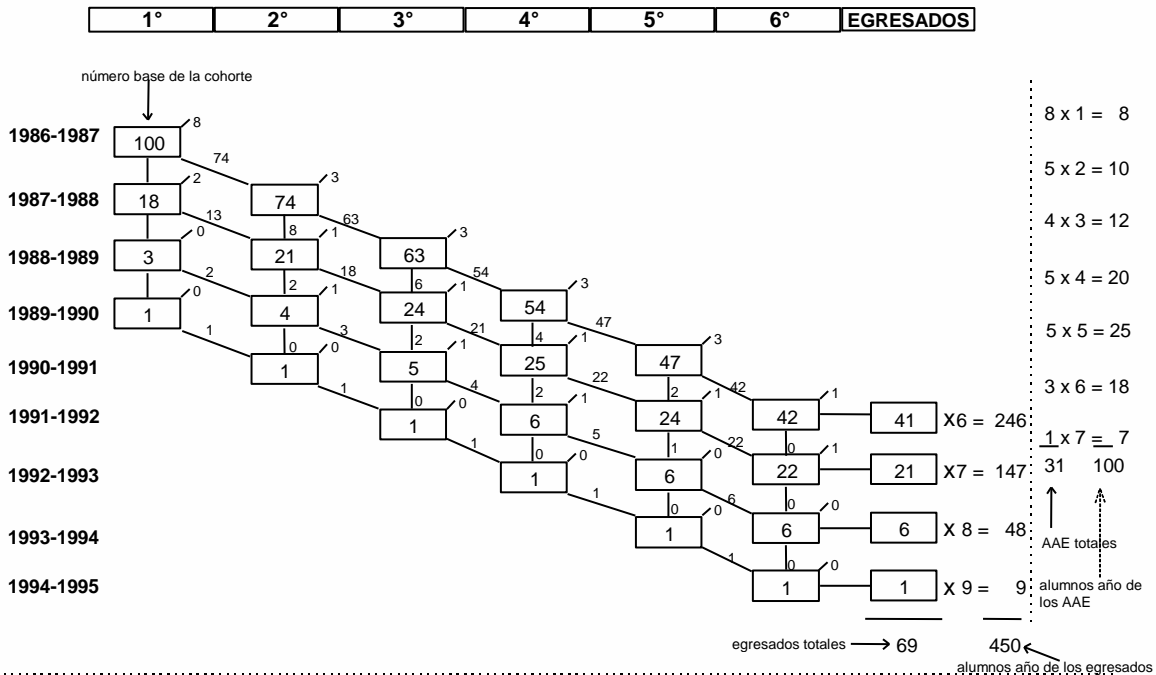 1° 2° 3° 4° 5° 6° EGRESADOS
número base de la cohorte
8 x 1 = 8
8
1986-1987 100
74
5 x 2 = 10
2 3
1987-1988 18 74
13 63
4 x 3 = 12
0 8 1 3
1988-1989 3 21 63
2 18 54
5 x 4 = 20
0 2 1 6 1 3
1989-1990 1 4 24 54
1 3 21 47
5 x 5 = 25
0 0 2 1 4 1 3
1990-1991 1 5 25 47
1 4 22 42
3 x 6 = 18
0 0 2 1 2 1 1
1991-1992 1 6 24 42 41 X6 = 246
1 5 22
1 x 7 = 7
0 0 1 0 0 1
31 100
1992-1993 1 6 22 21 X7 = 147
1 6
0 0 0 0
1993-1994 1 6 6 X 8 = 48
AAE totales
1
0 0
1994-1995 1 1 X 9 = 9
alumnos año de
los AAE
egresados totales 69 450
alumnos año de los egresados